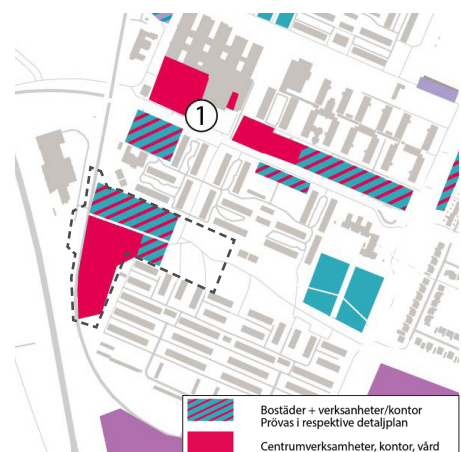 1
Bostäder + verksanheter/kontor
Prövas i respektive detaljplan
Centrumverksamheter, kontor, vård